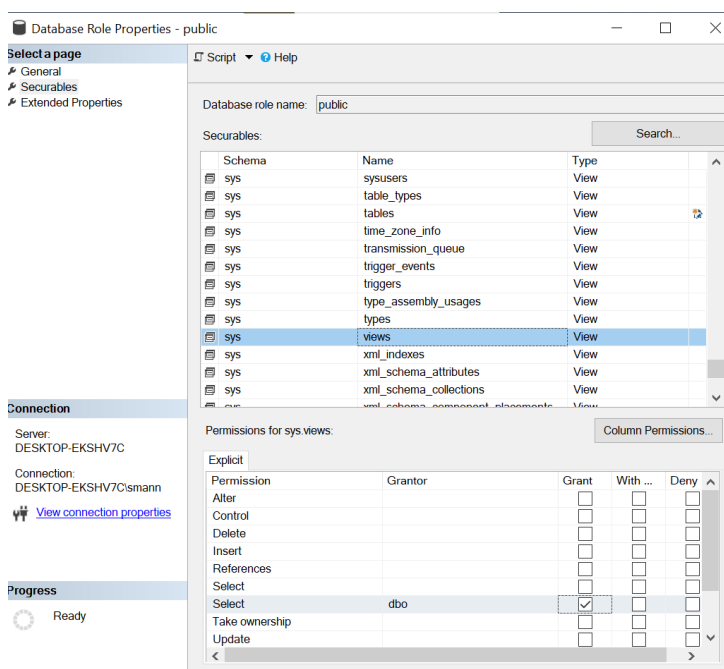 Database Role Properties - public
Select a page
General
Securables
Extended Properties
Script Help
Database role name: public
Securables:
Search...
Schema Name Type
sys sysusers View
sys table_types View
sys tables View
sys time_zone_info View
sys transmission_queue View
sys trigger_events View
sys triggers View
sys type_assembly_usages View
sys types View
sys views View
sys xml_indexes View
sys xml_schema_attributes View
sys xml_schema_collections View
sys xml_schema_component_placements View
Connection
Server:
DESKTOP-EKSHV7C
Connection:
DESKTOP-EKSHV7C\smann
View connection properties
Progress
Ready
Permissions for sys.views:
Column Permissions...
Explicit
Permission Grantor Grant With ... Deny
Alter
Control
Delete
Insert
References
Select
Select dbo
Take ownership
Update